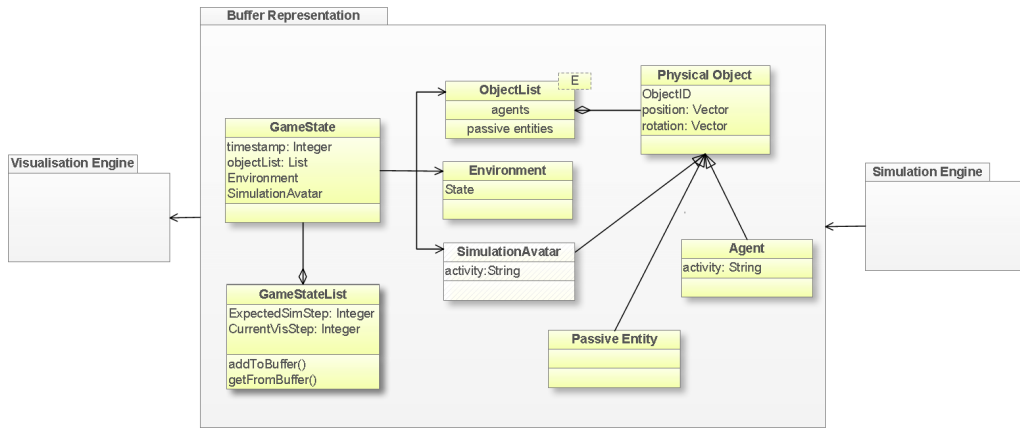 Buffer Representation
Visualisation Engine
Simulation Engine
GameState
timestamp: Integer
objectList: List
Environment
SimulationAvatar
GameStateList
ExpectedSimStep: Integer
CurrentVisStep: Integer
addToBuffer()
getFromBuffer()
E
ObjectList
agents
passive entities
Environment
State
SimulationAvatar
activity:String
Physical Object
ObjectID
position: Vector
rotation: Vector
Agent
activity: String
Passive Entity